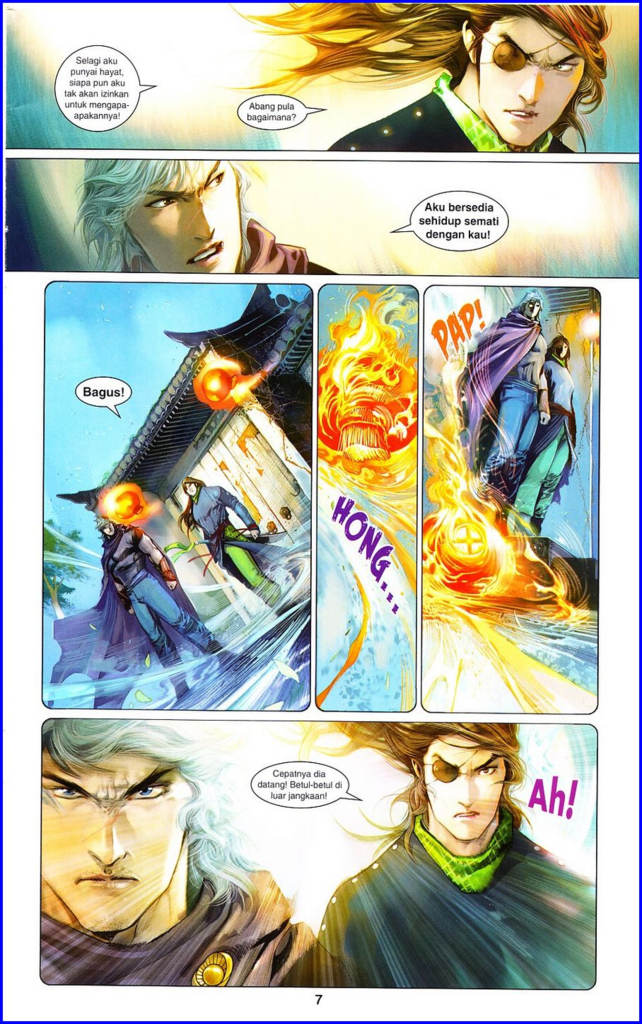 Selagi aku
punyai hayat,
siapa pun aku
tak akan izinkan
untuk mengapa-
apakannya!
Abang pula
bagaimana?
Aku bersedia
sehidup semati
dengan kau!
Bagus!
HONG...
PAP!
Cepatnya dia
datang! Betul-betul di
luar jangkaan!
Ah!
7